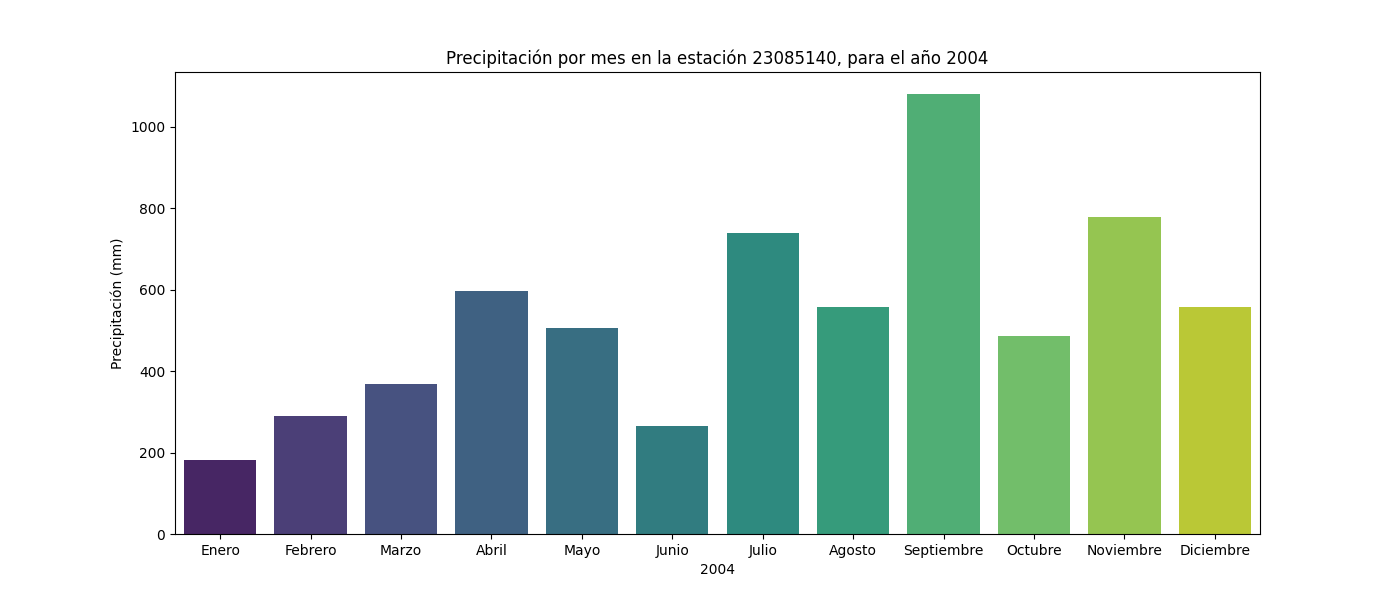 Precipitación por mes en la estación 23085140, para el año 2004
Precipitación (mm)
1000
800
600
400
200
0
Enero Febrero Marzo Abril Mayo Junio Julio Agosto Septiembre Octubre Noviembre Diciembre
2004